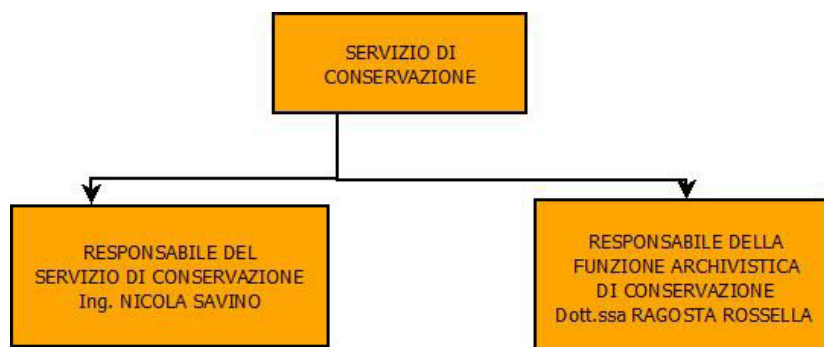 SERVIZIO DI
CONSERVAZIONE
RESPONSABILE DEL
SERVIZIO DI CONSERVAZIONE
Ing. NICOLA SAVINO
RESPONSABILE DELLA
FUNZIONE ARCHIVISTICA
DI CONSERVAZIONE
Dott.ssa RAGOSTA ROSSELLA